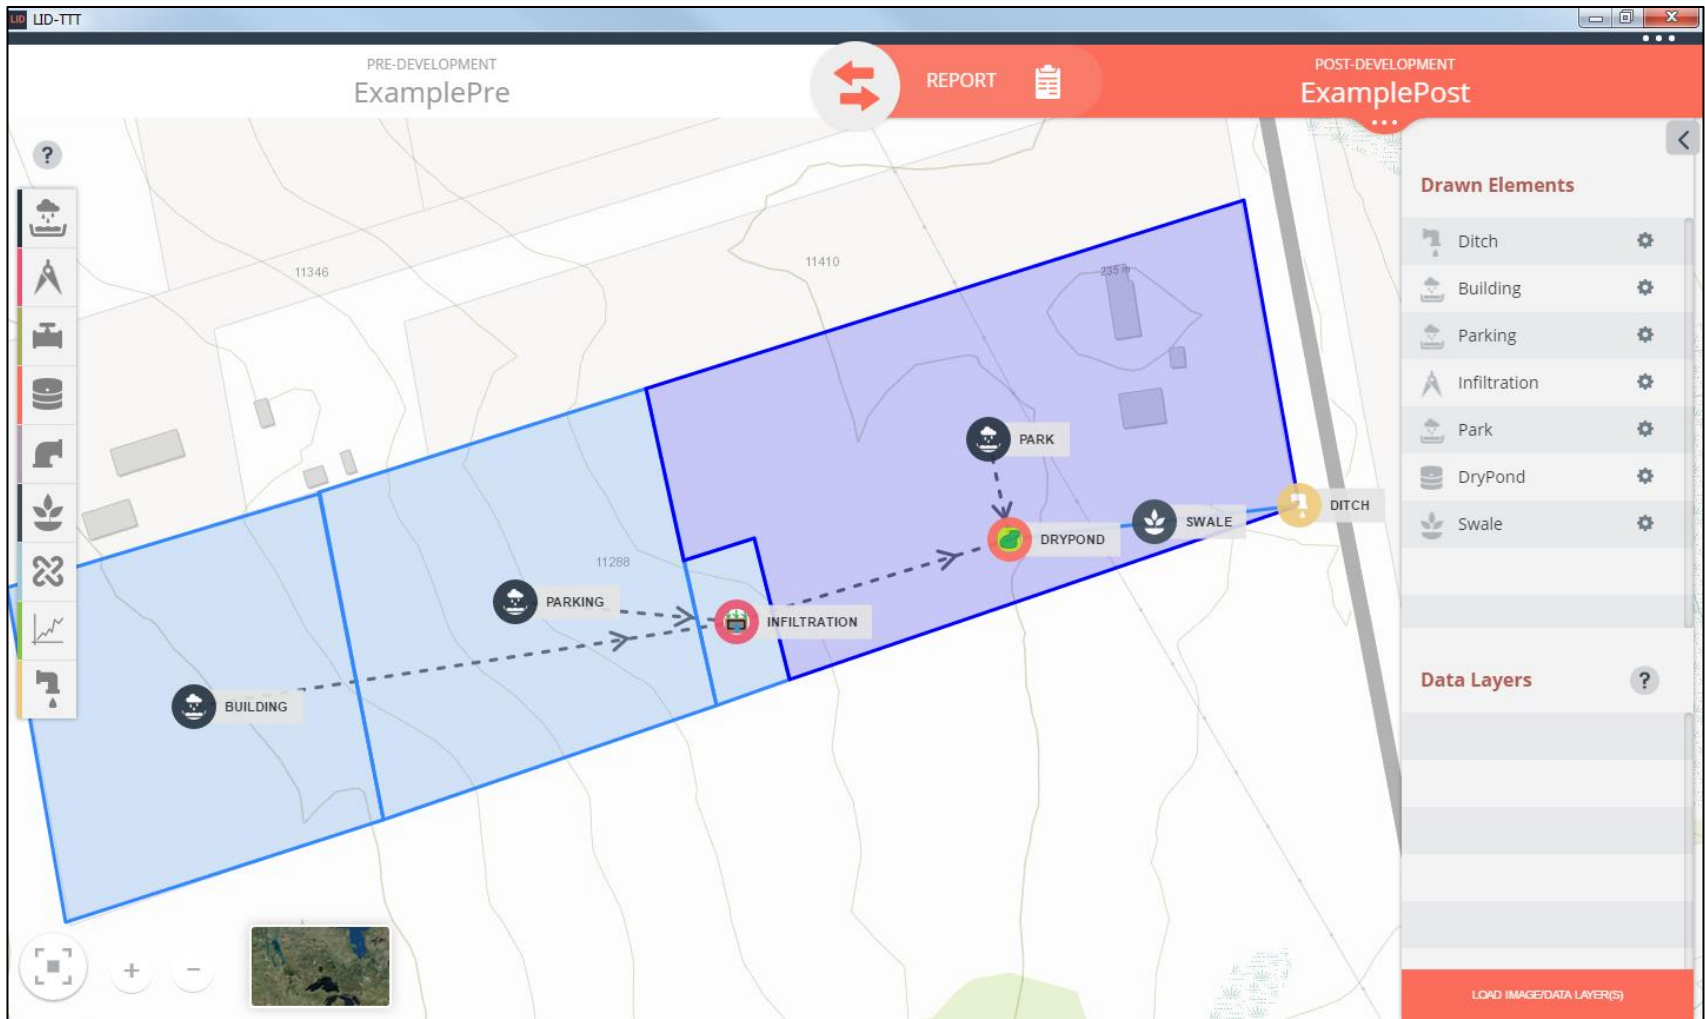 LID LID-TTT
PRE-DEVELOPMENT
ExamplePre
REPORT
POST-DEVELOPMENT
ExamplePost
?
Drawn Elements
Ditch
Building
Parking
Infiltration
Park
DryPond
Swale
Data Layers ?
LOAD IMAGE/DATA LAYER(S)
11346
11410
235 m
PARK
DITCH
SWALE
DRYPOND
11288
PARKING
INFILTRATION
BUILDING
+ −